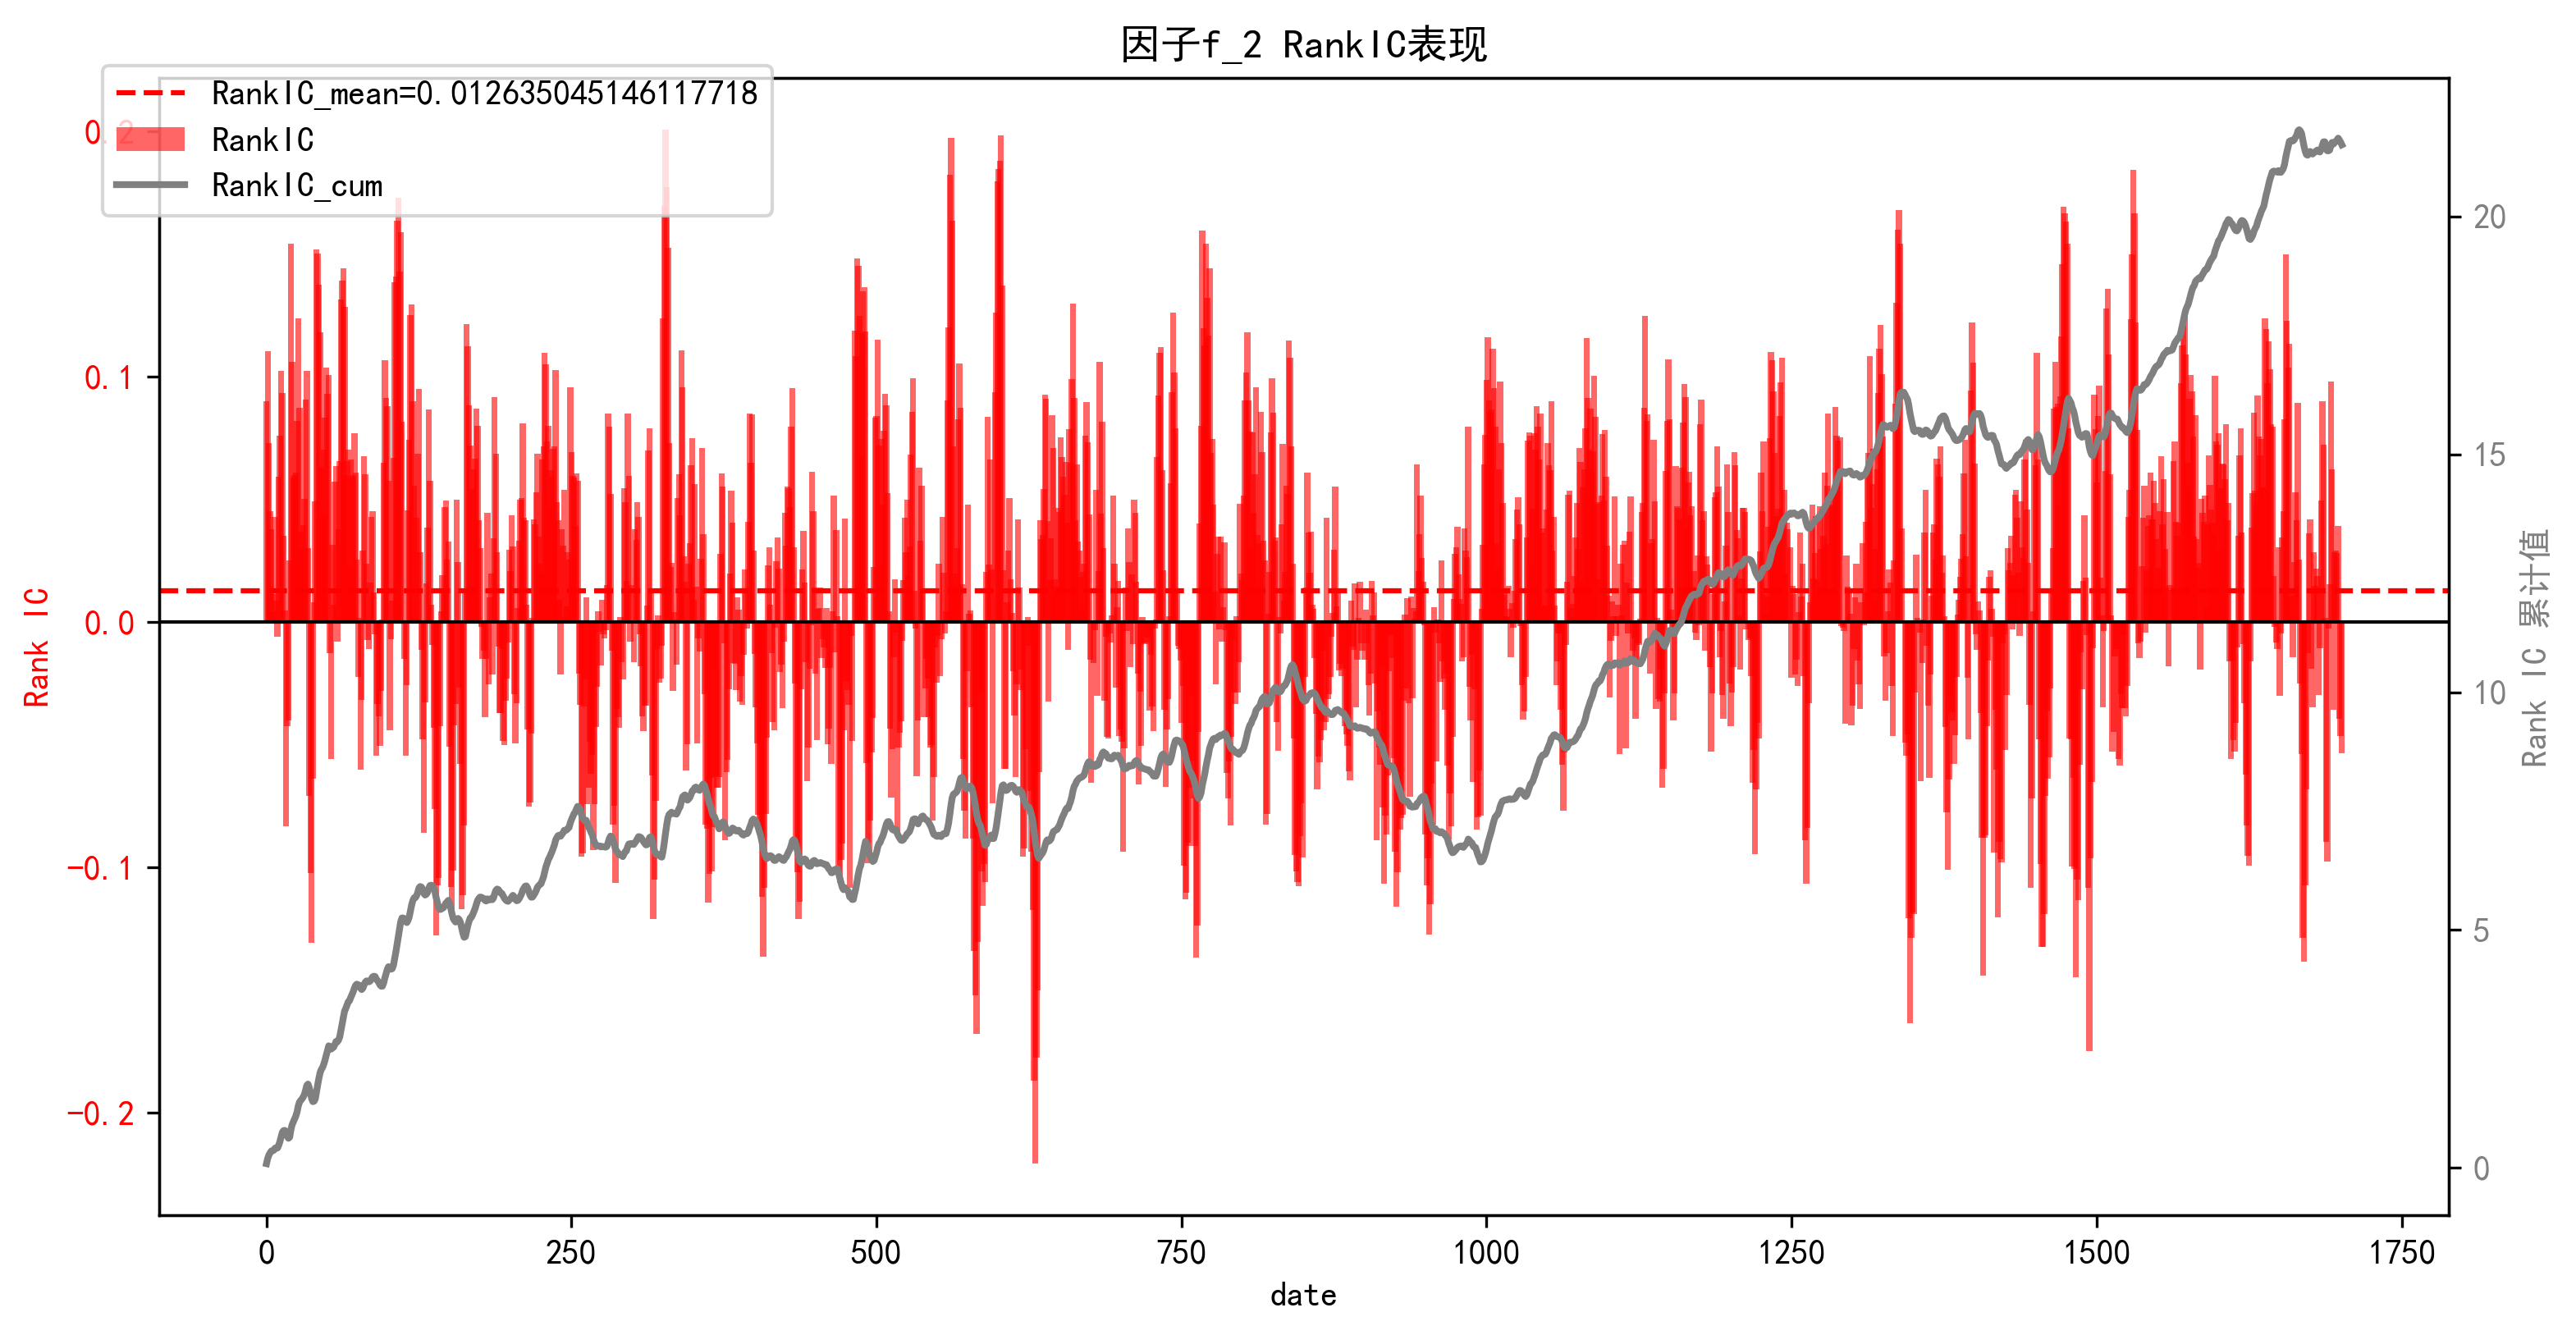 因子f_2 RankIC表现
RankIC_mean=0.012635045146117718
RankIC
RankIC_cum
0.2
0.1
0.0
-0.1
-0.2
Rank IC
20
15
10
5
0
Rank IC 累计值
0 250 500 750 1000 1250 1500 1750
date